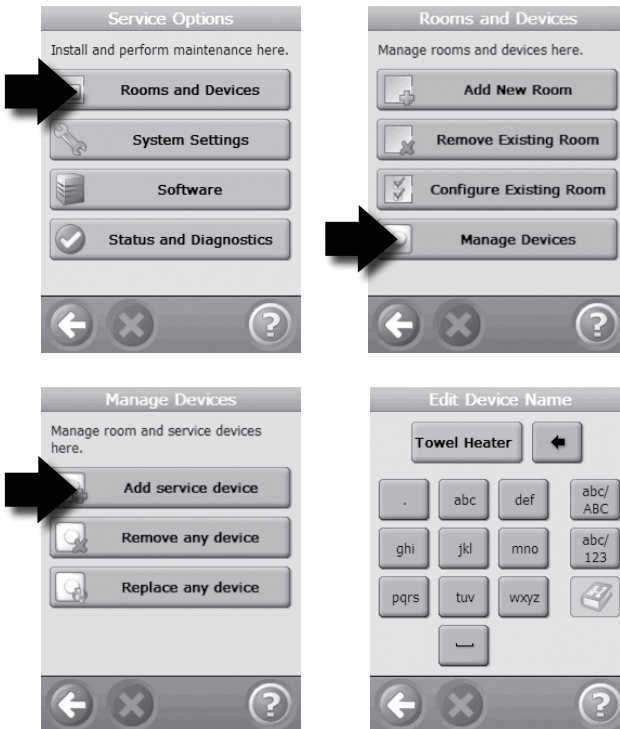 Service Options
Install and perform maintenance here.
Rooms and Devices
System Settings
Software
Status and Diagnostics
?
Rooms and Devices
Manage rooms and devices here.
Add New Room
Remove Existing Room
Configure Existing Room
Manage Devices
?
Manage Devices
Manage room and service devices
here.
Add service device
Remove any device
Replace any device
?
Edit Device Name
Towel Heater
. abc def abc/
ABC
ghi jkl mno abc/
123
pqrs tuv wxyz
?